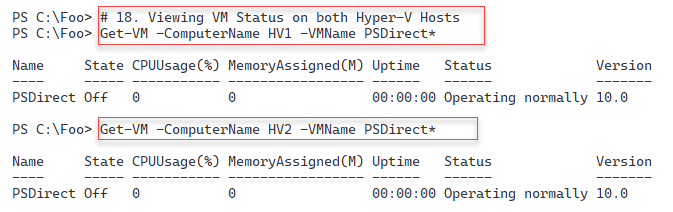 PS C:\Foo> # 18. Viewing VM Status on both Hyper-V Hosts
PS C:\Foo> Get-VM -ComputerName HV1 -VMName PSDirect*
Name     State CPUUsage(%) MemoryAssigned(M) Uptime   Status             Version
----     ----- ----------- ----------------- ------   ------             -------
PSDirect Off   0           0                 00:00:00 Operating normally 10.0
PS C:\Foo> Get-VM -ComputerName HV2 -VMName PSDirect*
Name     State CPUUsage(%) MemoryAssigned(M) Uptime   Status             Version
----     ----- ----------- ----------------- ------   ------             -------
PSDirect Off   0           0                 00:00:00 Operating normally 10.0